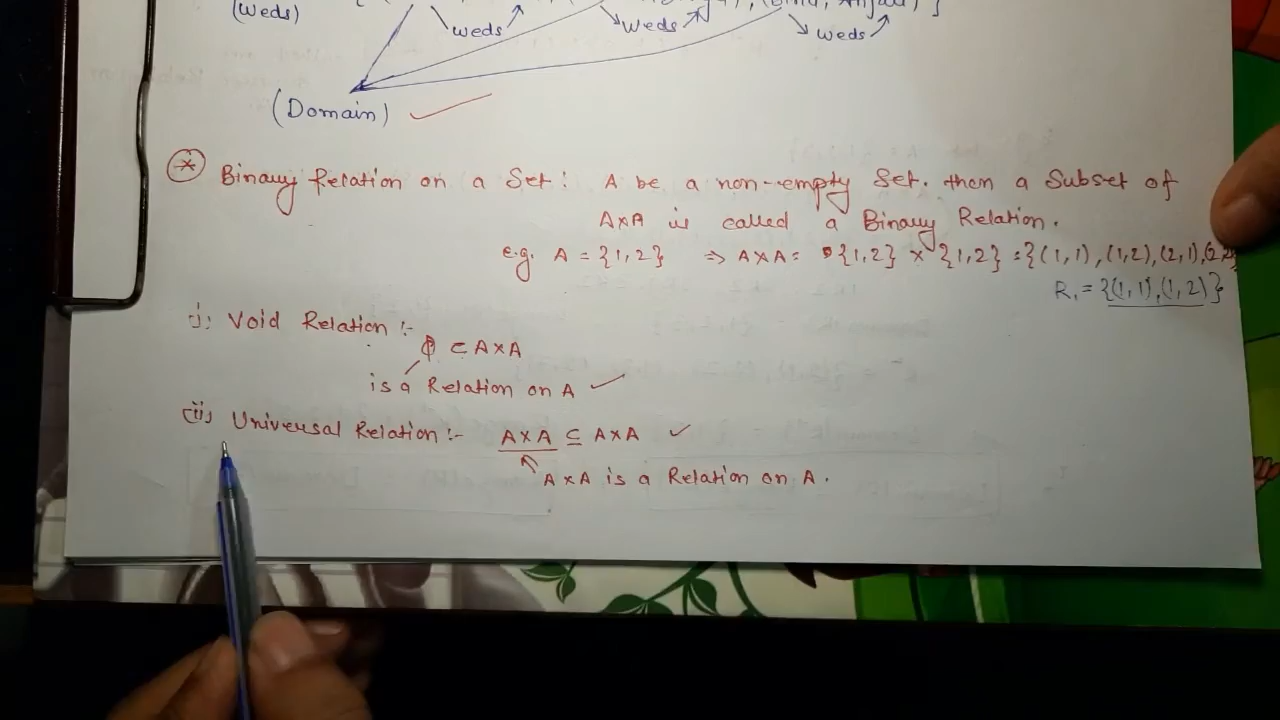 (Weds)
Weds Weds Weds
(Domain)
* Binary Relation on a Set: A be a non-empty Set. then a Subset of
A×A is called a Binary Relation.
e.g. A = {1,2} ⇒ A×A = {1,2} × {1,2} = {(1,1), (1,2), (2,1), (2,2)
R₁ = {(1,1), (1,2)}
i) Void Relation :-
ϕ ⊂ A×A
is a Relation on A
(ii) Universal Relation :- A×A ⊆ A×A
A×A is a Relation on A.